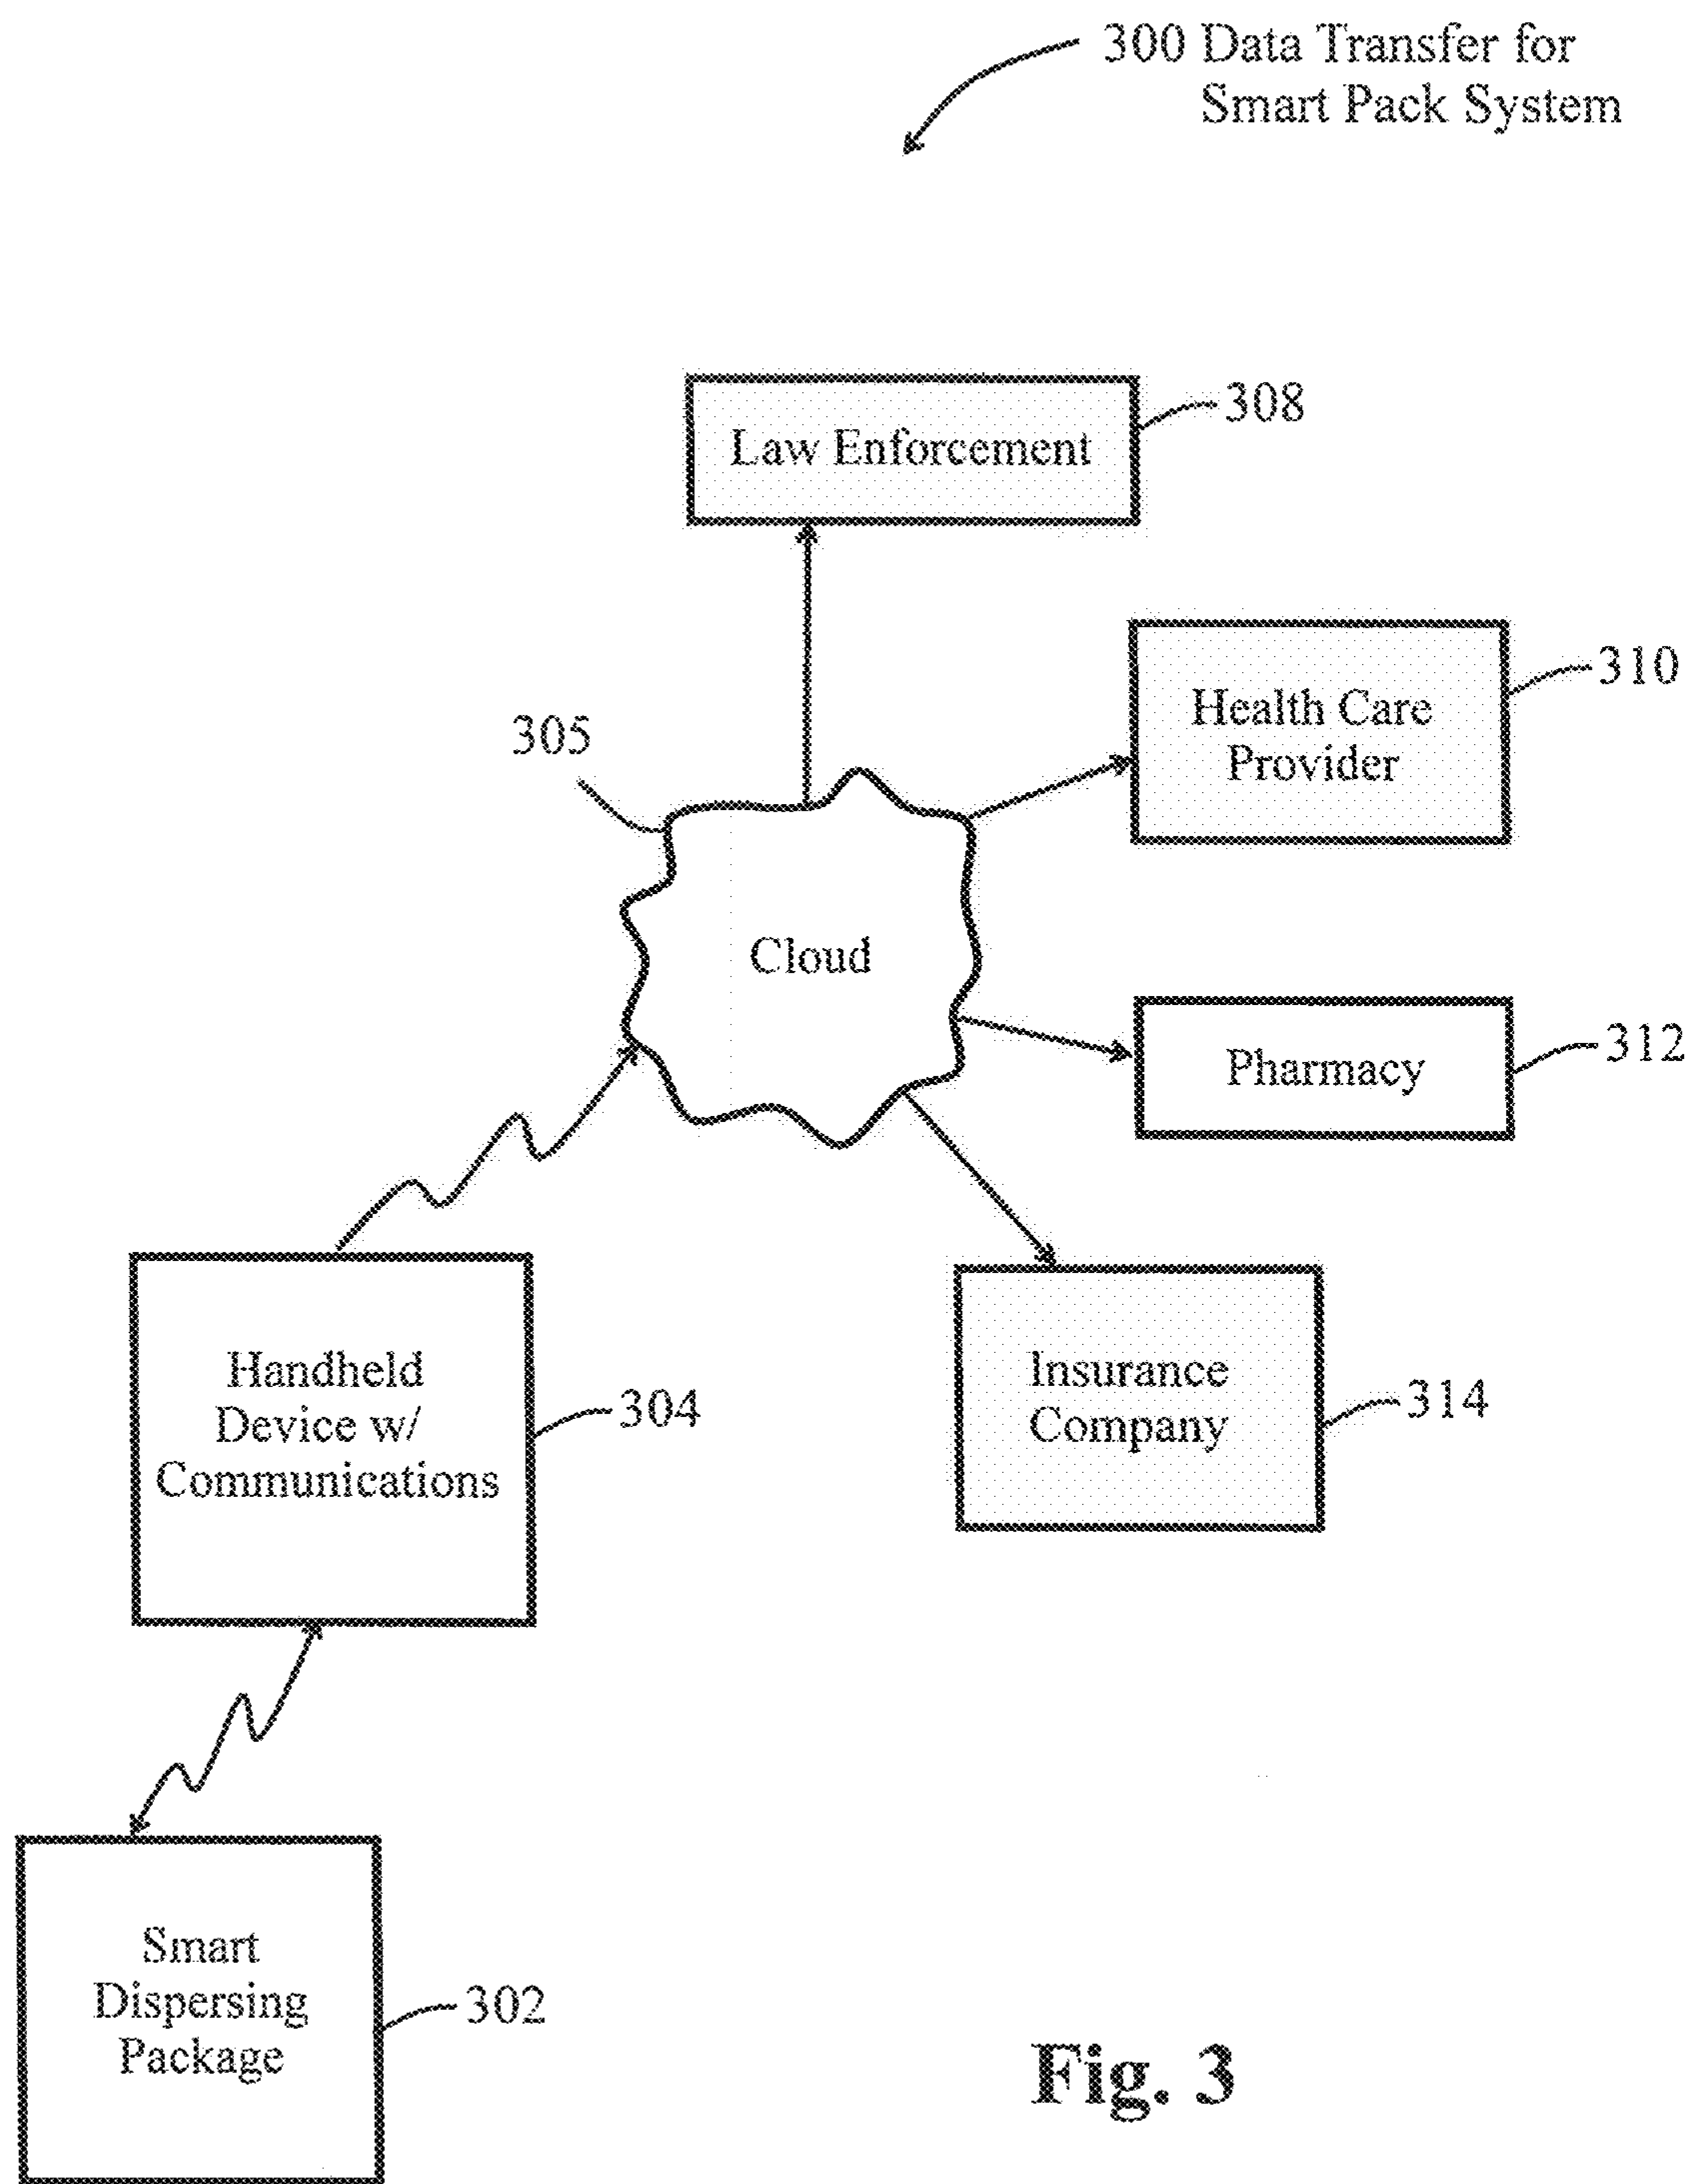 300 Data Transfer for
Smart Pack System
Law Enforcement
308
Health Care
Provider
310
305
Cloud
Pharmacy
312
Handheld
Device w/
Communications
304
Insurance
Company
314
Smart
Dispersing
Package
302
Fig. 3